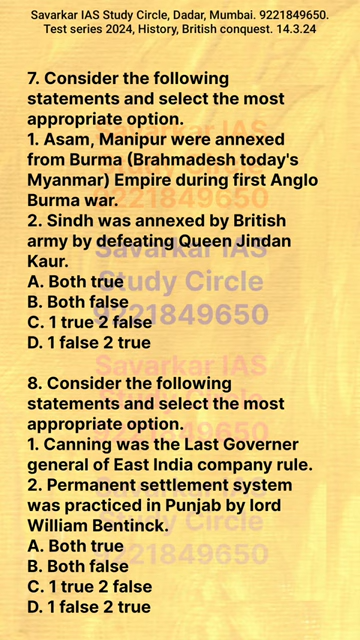 Savarkar IAS Study Circle, Dadar, Mumbai. 9221849650.
Test series 2024, History, British conquest. 14.3.24
7. Consider the following
statements and select the most
appropriate option.
1. Asam, Manipur were annexed
from Burma (Brahmadesh today's
Myanmar) Empire during first Anglo
Burma war.
2. Sindh was annexed by British
army by defeating Queen Jindan
Kaur.
A. Both true
B. Both false
C. 1 true 2 false
D. 1 false 2 true
8. Consider the following
statements and select the most
appropriate option.
1. Canning was the Last Governer
general of East India company rule.
2. Permanent settlement system
was practiced in Punjab by lord
William Bentinck.
A. Both true
B. Both false
C. 1 true 2 false
D. 1 false 2 true
Savarkar IAS
Study Circle
9221849650